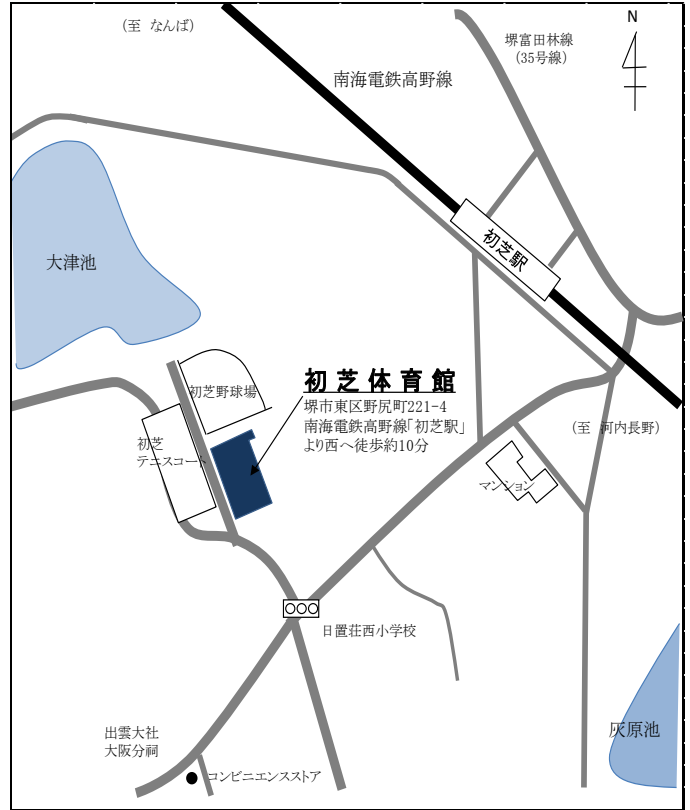 (至 なんば)
N
堺富田林線
(35号線)
南海電鉄高野線
初芝駅
大津池
初芝体育館
堺市東区野尻町221-4
南海電鉄高野線「初芝駅」
より西へ徒歩約10分
初芝野球場
初芝
テニスコート
(至 河内長野)
マンション
日置荘西小学校
出雲大社
大阪分祠
灰原池
コンビニエンスストア